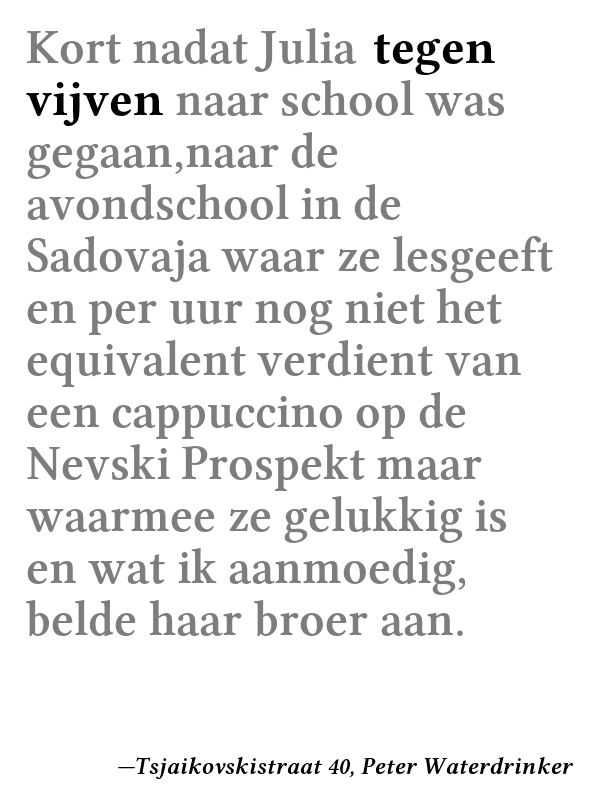 Kort nadat Julia tegen
vijven naar school was
gegaan,naar de
avondschool in de
Sadovaja waar ze lesgeeft
en per uur nog niet het
equivalent verdient van
een cappuccino op de
Nevski Prospekt maar
waarmee ze gelukkig is
en wat ik aanmoedig,
belde haar broer aan.
—Tsjaikovskistraat 40, Peter Waterdrinker